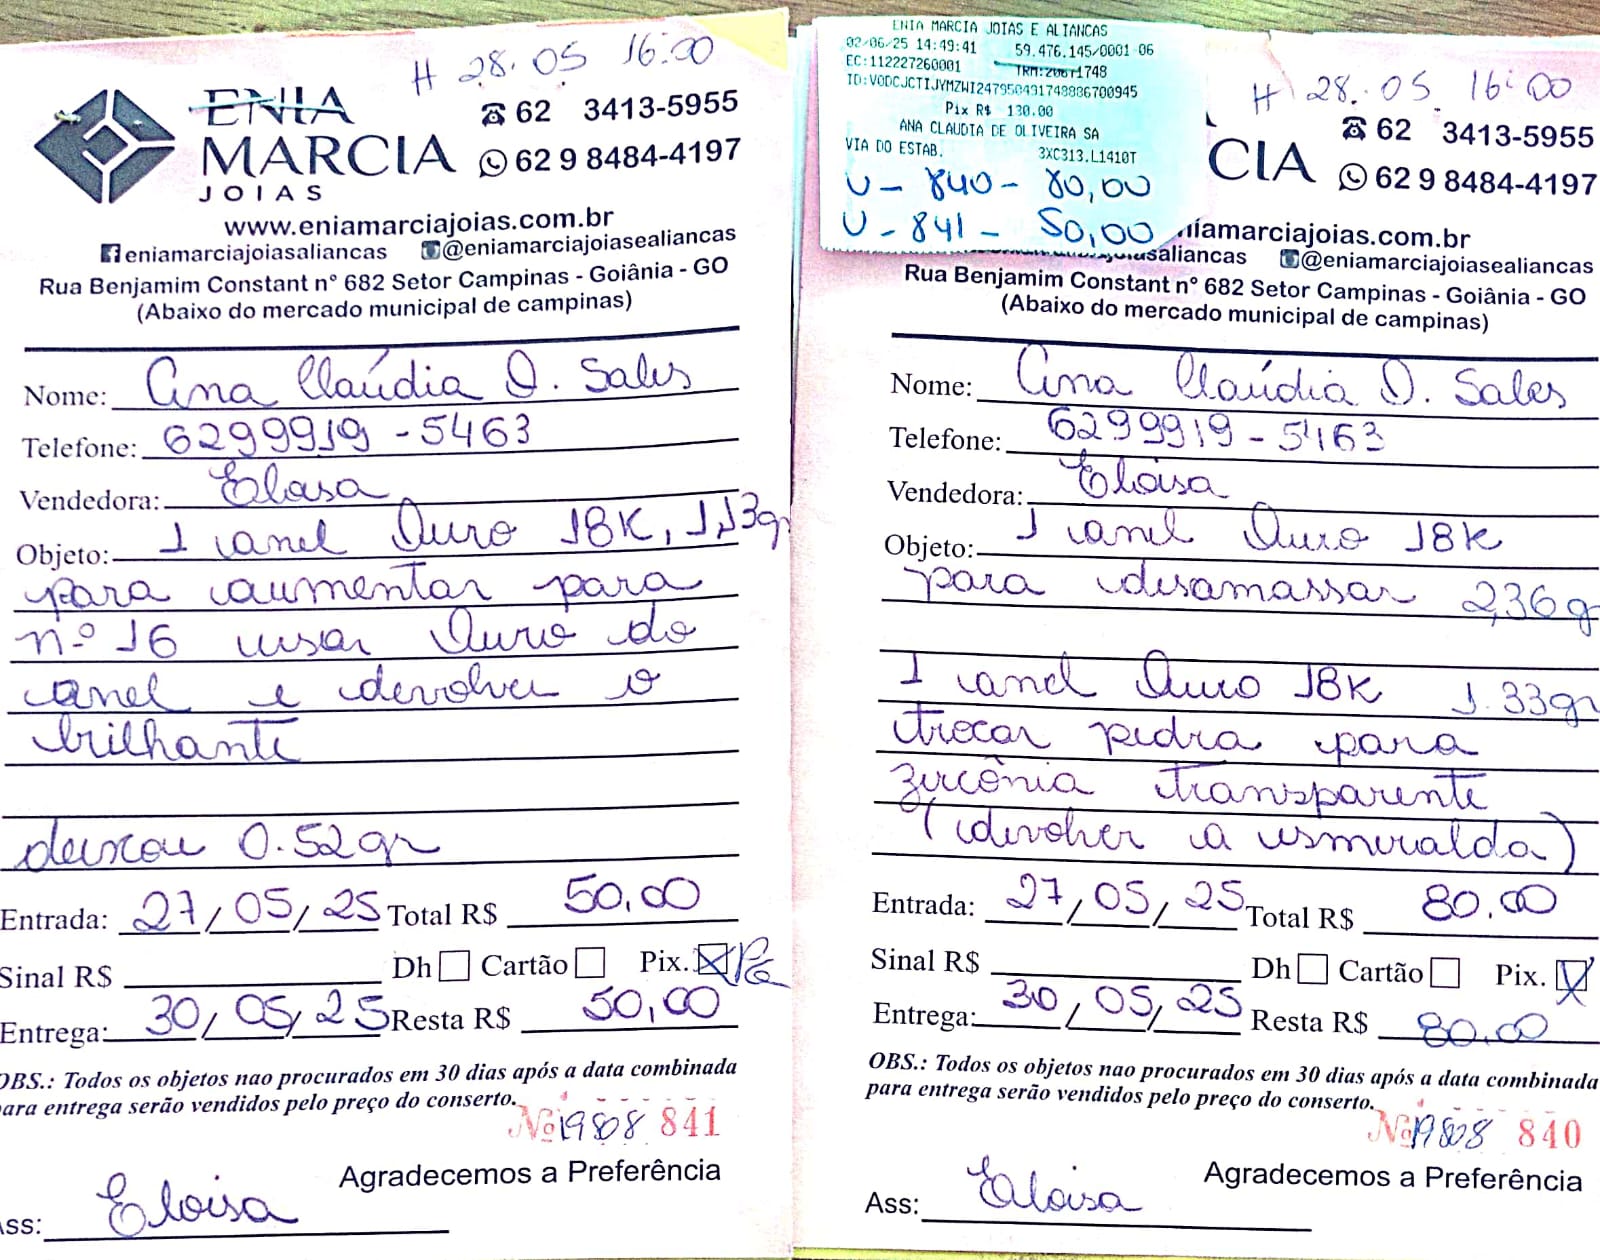 H 28.05 16:00
ENIA
MARCIA
JOIAS
62 3413-5955
62 9 8484-4197
www.eniamarciajoias.com.br
eniamarciajoiasaliancas @eniamarciajoiasealiancas
Rua Benjamim Constant nº 682 Setor Campinas - Goiânia - GO
(Abaixo do mercado municipal de campinas)
Nome: Ana Claúdia O. Sales
Telefone: 6299919-5463
Vendedora: Eloisa
Objeto: 1 anel Ouro 18K, 1,13gr
para aumentar para
n.º 16 usar Ouro do
anel e devolver o
brilhante
deixou 0.52gr
Entrada: 27/05/25 Total R$ 50,00
Sinal R$ Dh Cartão Pix. Pg
Entrega: 30/05/25 Resta R$ 50,00
OBS.: Todos os objetos nao procurados em 30 dias após a data combinada
para entrega serão vendidos pelo preço do conserto.
Nº 19808 841
Agradecemos a Preferência
Ass: Eloisa
ENIA MARCIA JOIAS E ALIANCAS
02/06/25 14:49:41 59.476.145/0001-06
EC:112227260001 TRM:20611748
Pix R$ 130.00
ANA CLAUDIA DE OLIVEIRA SA
VIA DO ESTAB. 3XC313.L1410T
U - 840 - 80,00
U - 841 - 50,00
H 28.05. 16:00
CIA
62 3413-5955
62 9 8484-4197
niamarciajoias.com.br
joiasaliancas @eniamarciajoiasealiancas
Rua Benjamim Constant nº 682 Setor Campinas - Goiânia - GO
(Abaixo do mercado municipal de campinas)
Nome: Ana Claúdia O. Sales
Telefone: 6299919-5463
Vendedora: Eloisa
Objeto: 1 anel Ouro 18K
para desamassar 2,36g
1 anel Ouro 18K 1.33gr
trocar pedra para
zircônia transparente
(devolver a esmeralda)
Entrada: 27/05/25 Total R$ 80.00
Sinal R$ Dh Cartão Pix.
Entrega: 30/05/25 Resta R$ 80.00
OBS.: Todos os objetos nao procurados em 30 dias após a data combinada
para entrega serão vendidos pelo preço do conserto.
Nº 19808 840
Agradecemos a Preferência
Ass: Eloisa